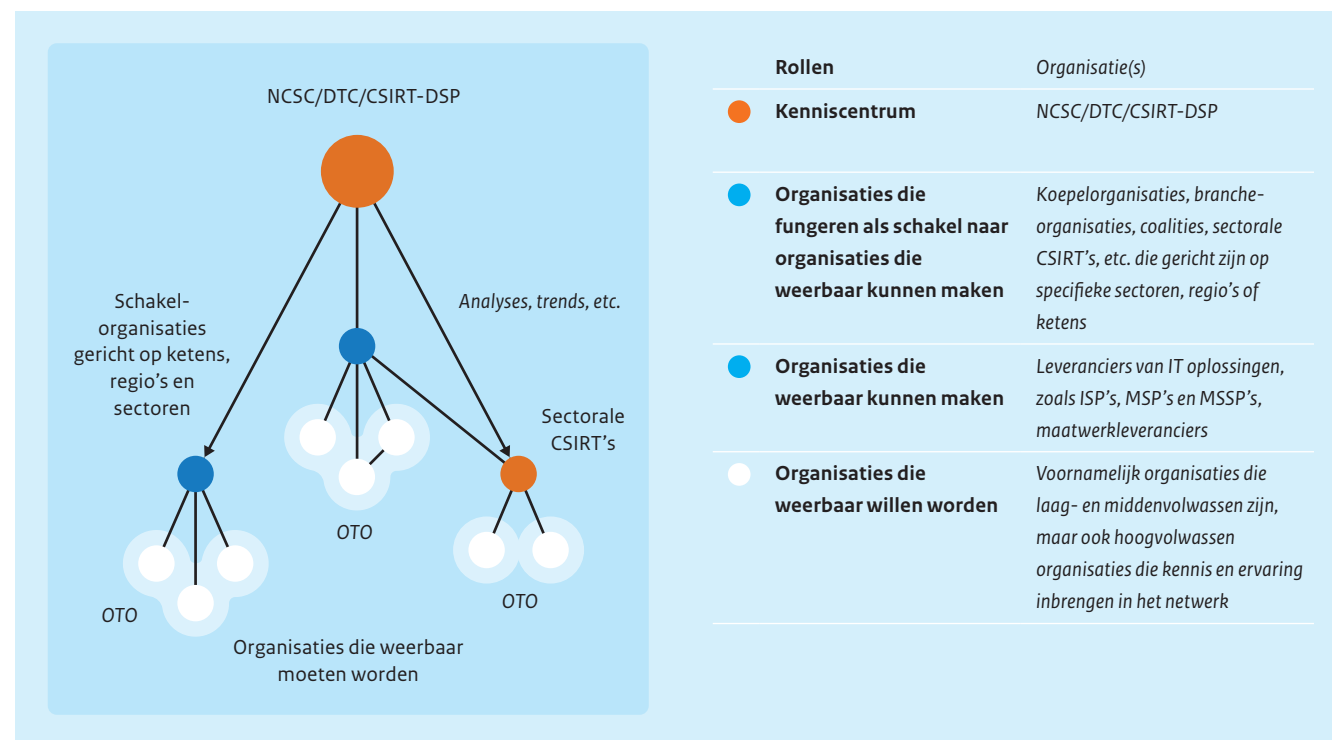 NCSC/DTC/CSIRT-DSP
Schakel-
organisaties
gericht op ketens,
regio's en
sectoren
Analyses, trends, etc.
Sectorale
CSIRT's
OTO
OTO
OTO
Organisaties die weerbaar
moeten worden
Rollen
Organisatie(s)
Kenniscentrum
NCSC/DTC/CSIRT-DSP
Organisaties die
fungeren als schakel naar
organisaties die
weerbaar kunnen maken
Koepelorganisaties, branche-
organisaties, coalities, sectorale
CSIRT's, etc. die gericht zijn op
specifieke sectoren, regio's of
ketens
Organisaties die
weerbaar kunnen maken
Leveranciers van IT oplossingen,
zoals ISP's, MSP's en MSSP's,
maatwerkleveranciers
Organisaties die
weerbaar willen worden
Voornamelijk organisaties die
laag- en middenvolwassen zijn,
maar ook hoogvolwassen
organisaties die kennis en ervaring
inbrengen in het netwerk